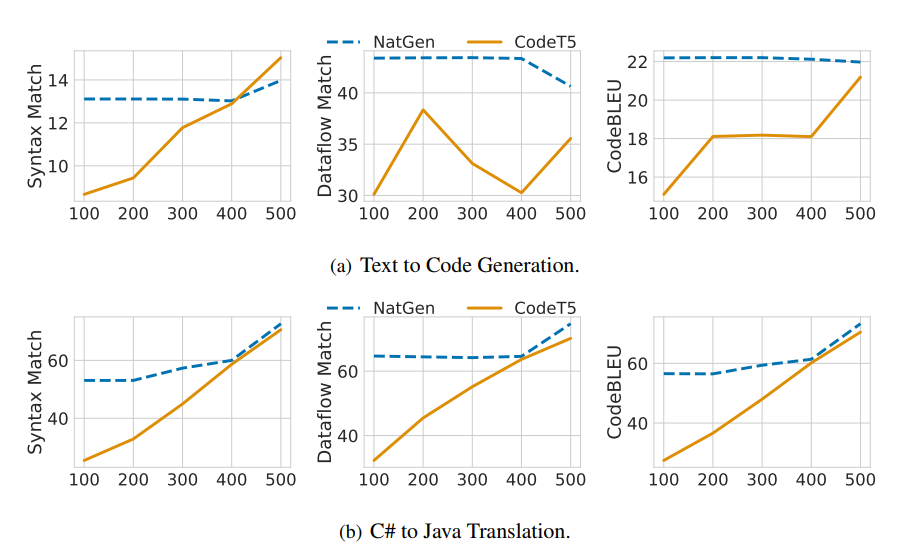 NatGen CodeT5
Syntax Match
14
12
10
100 200 300 400 500
Dataflow Match
40
35
30
100 200 300 400 500
CodeBLEU
22
20
18
16
100 200 300 400 500
(a) Text to Code Generation.
NatGen CodeT5
Syntax Match
60
40
100 200 300 400 500
Dataflow Match
60
40
100 200 300 400 500
CodeBLEU
60
40
100 200 300 400 500
(b) C# to Java Translation.